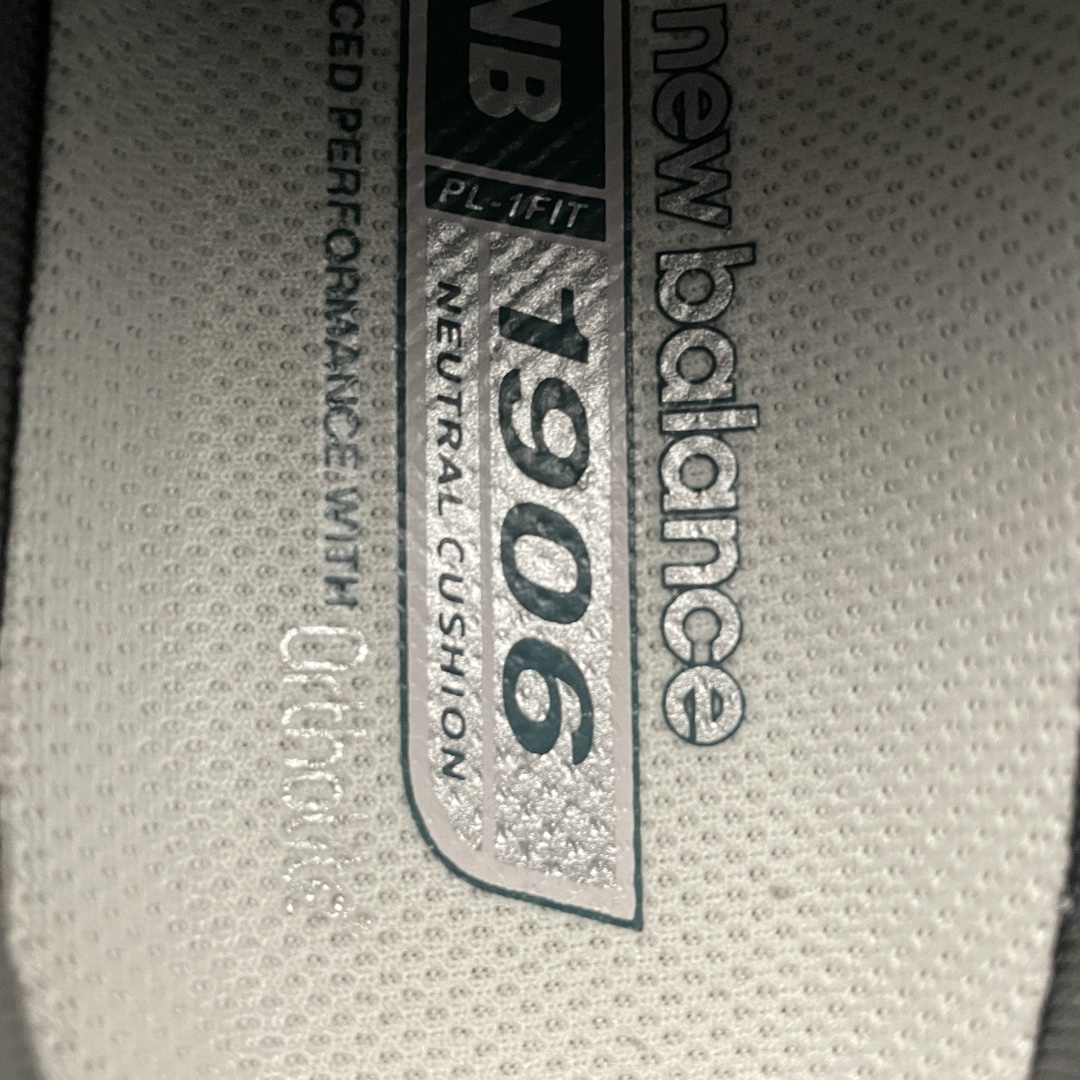 new balance
NB
PL-1FIT
1906
NEUTRAL CUSHION
CED PERFORMANCE WITH Ortholite